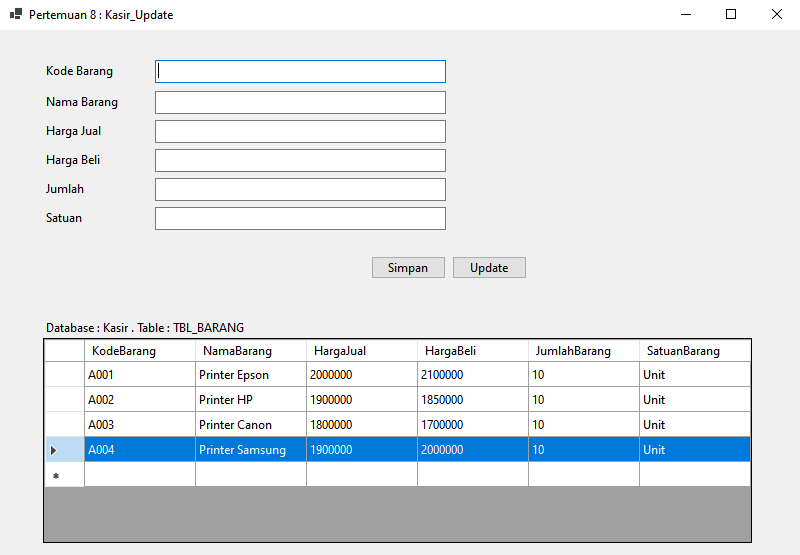 Pertemuan 8 : Kasir_Update
Kode Barang
Nama Barang
Harga Jual
Harga Beli
Jumlah
Satuan
Simpan Update
Database : Kasir . Table : TBL_BARANG
KodeBarang NamaBarang HargaJual HargaBeli JumlahBarang SatuanBarang
A001 Printer Epson 2000000 2100000 10 Unit
A002 Printer HP 1900000 1850000 10 Unit
A003 Printer Canon 1800000 1700000 10 Unit
A004 Printer Samsung 1900000 2000000 10 Unit